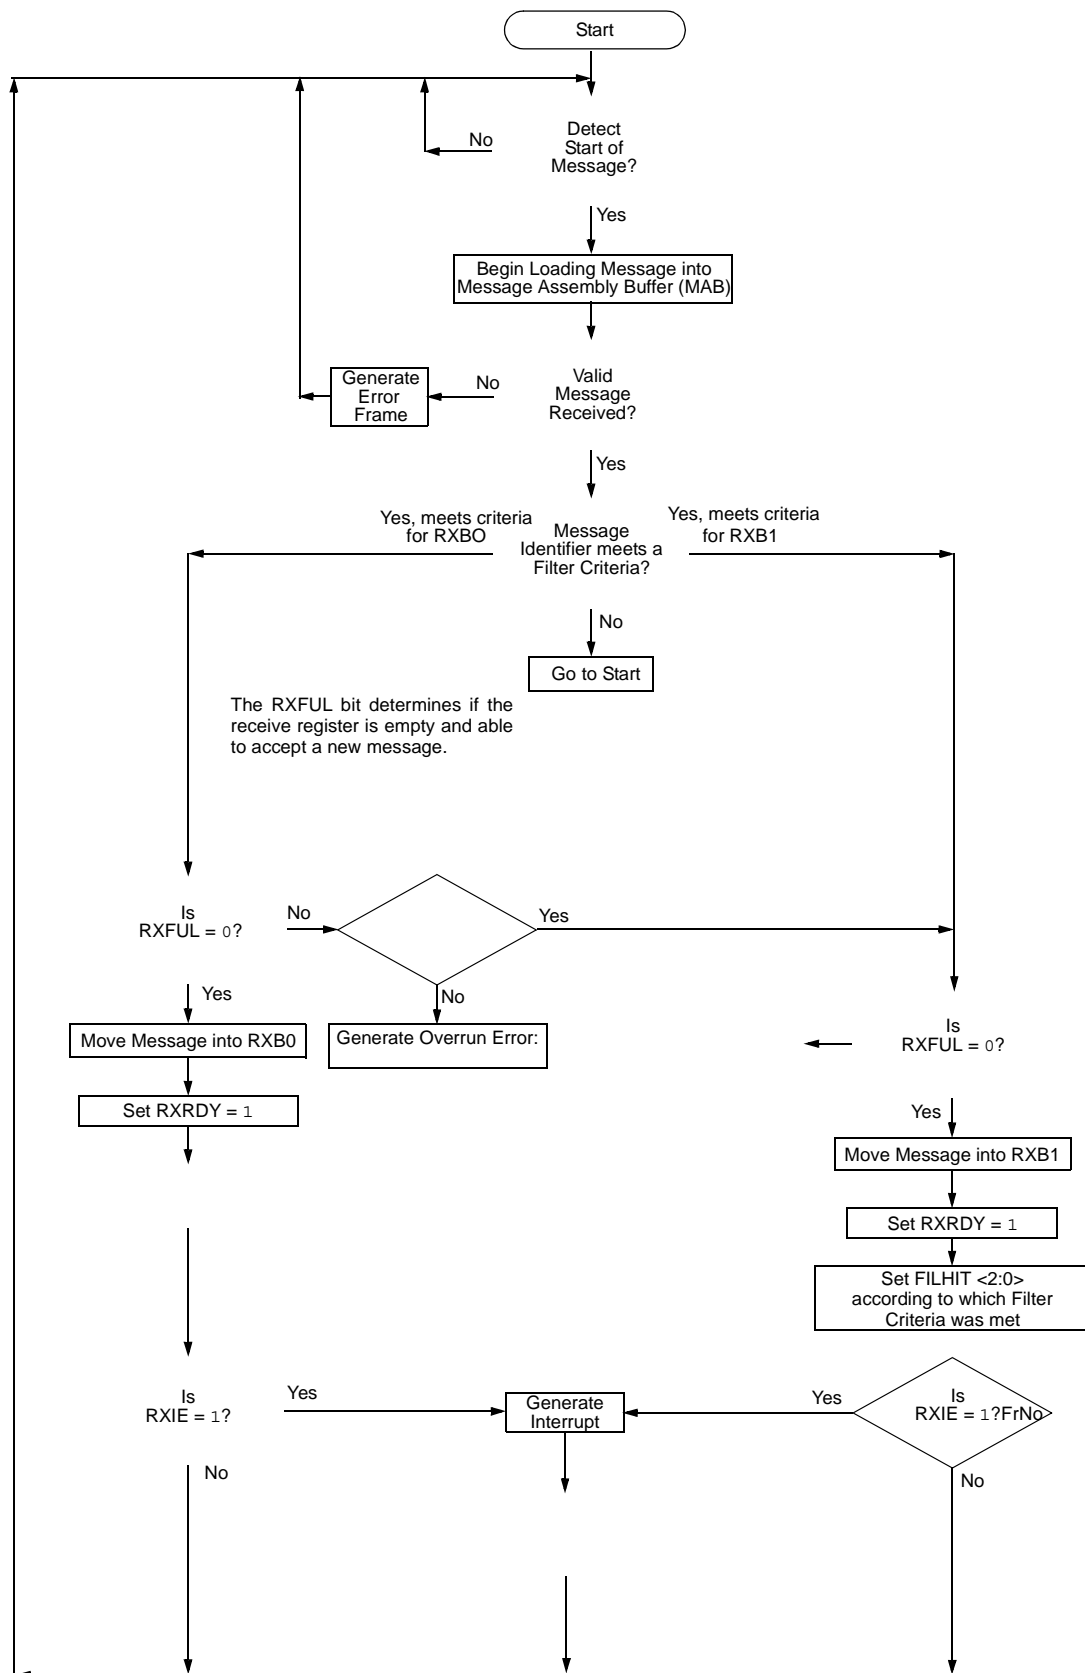 Start
Detect
Start of
Message?
No
Yes
Begin Loading Message into
Message Assembly Buffer (MAB)
Valid
Message
Received?
No
Generate
Error
Frame
Yes
Yes, meets criteria
for RXBO
Message
Identifier meets a
Filter Criteria?
Yes, meets criteria
for RXB1
No
Go to Start
The RXFUL bit determines if the
receive register is empty and able
to accept a new message.
Is
RXFUL = 0?
No
Yes
Yes
No
Move Message into RXB0
Generate Overrun Error:
Is
RXFUL = 0?
Set RXRDY = 1
Yes
Move Message into RXB1
Set RXRDY = 1
Set FILHIT <2:0>
according to which Filter
Criteria was met
Is
RXIE = 1?
Yes
Generate
Interrupt
Yes
Is
RXIE = 1?FrNo
No
No